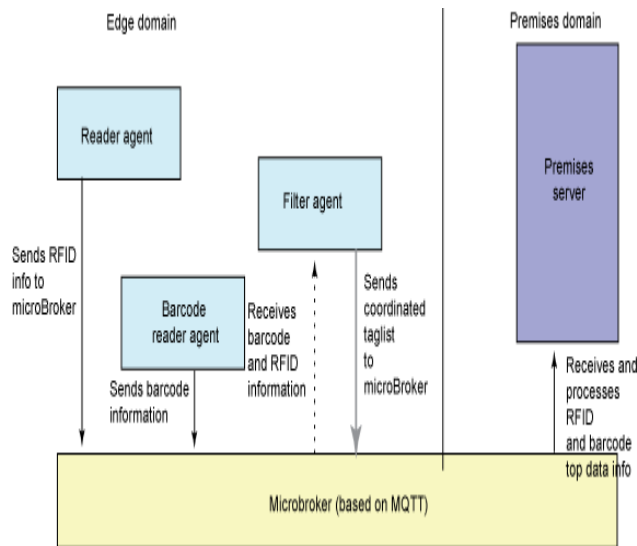 Edge domain
Premises domain
Reader agent
Premises
server
Filter agent
Sends RFID
info to
microBroker
Barcode
reader agent
Receives
barcode
and RFID
information
Sends
coordinated
taglist
to
microBroker
Sends barcode
information
Receives and
processes
RFID
and barcode
top data info
Microbroker (based on MQTT)